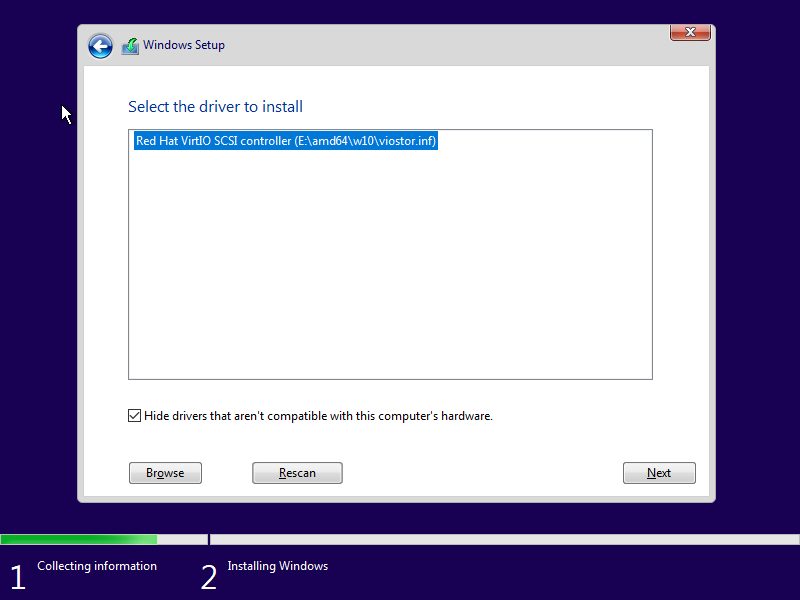 Windows Setup
Select the driver to install
Red Hat VirtIO SCSI controller (E:\amd64\w10\viostor.inf)
Hide drivers that aren't compatible with this computer's hardware.
Browse Rescan Next
1 Collecting information 2 Installing Windows